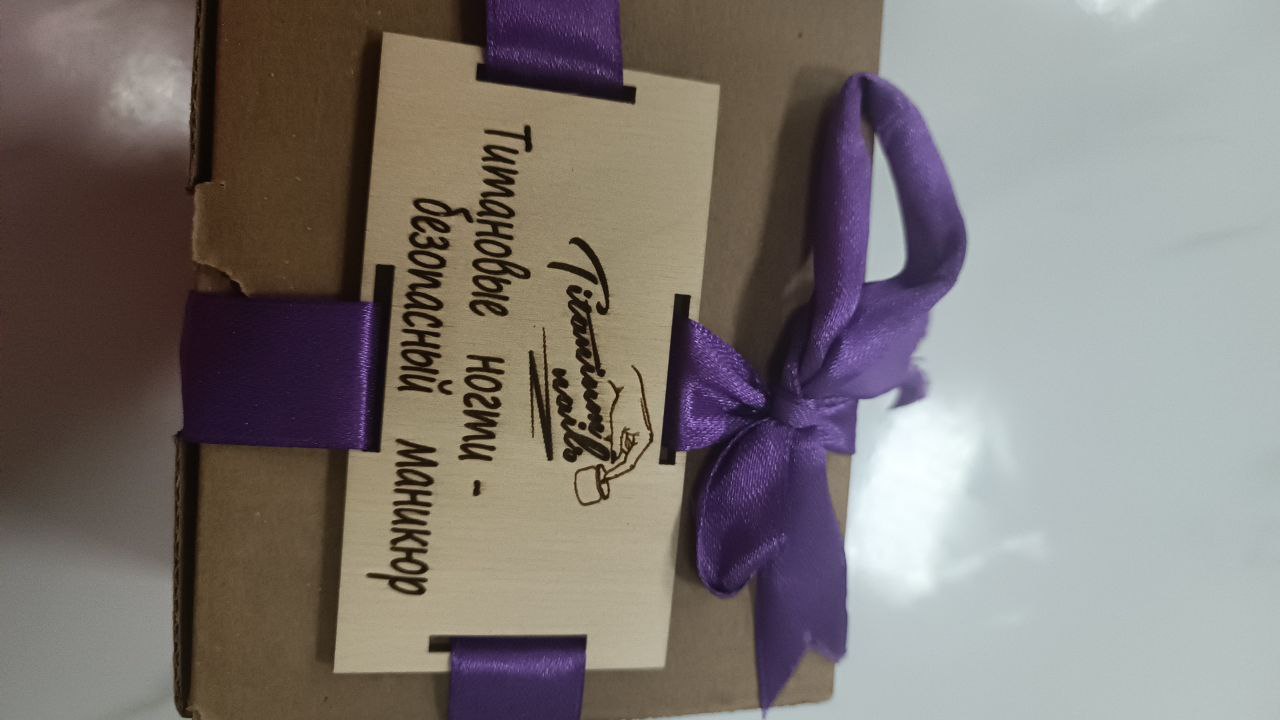 Titanium
nails
Титановые ногти -
безопасный маникюр